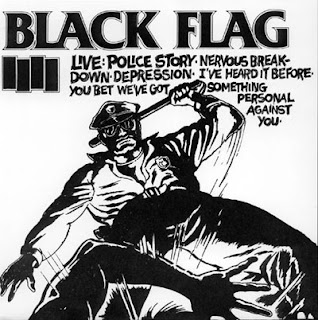 BLACK FLAG
LIVE: POLICE STORY· NERVOUS BREAK-
DOWN· DEPRESSION· I'VE HEARD IT BEFORE·
YOU BET WE'VE GOT SOMETHING
PERSONAL
AGAINST
YOU·